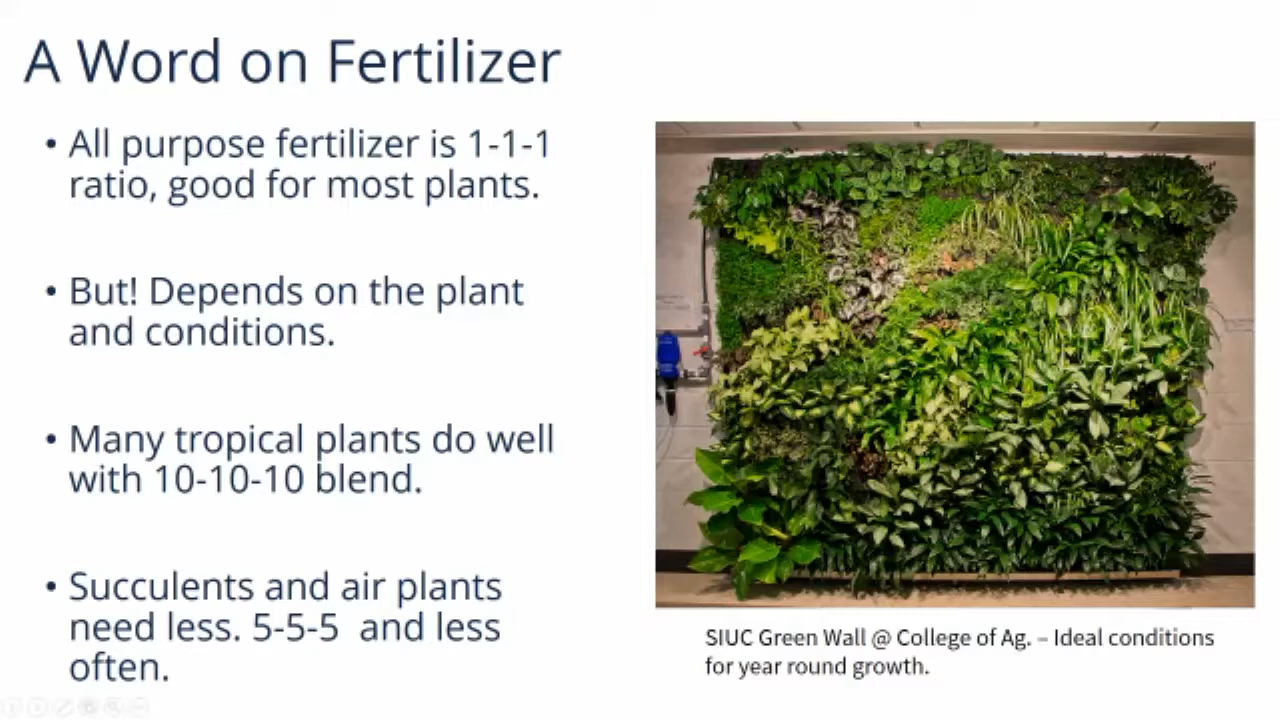 A Word on Fertilizer
• All purpose fertilizer is 1-1-1
ratio, good for most plants.
• But! Depends on the plant
and conditions.
• Many tropical plants do well
with 10-10-10 blend.
• Succulents and air plants
need less. 5-5-5  and less
often.
SIUC Green Wall @ College of Ag. – Ideal conditions
for year round growth.